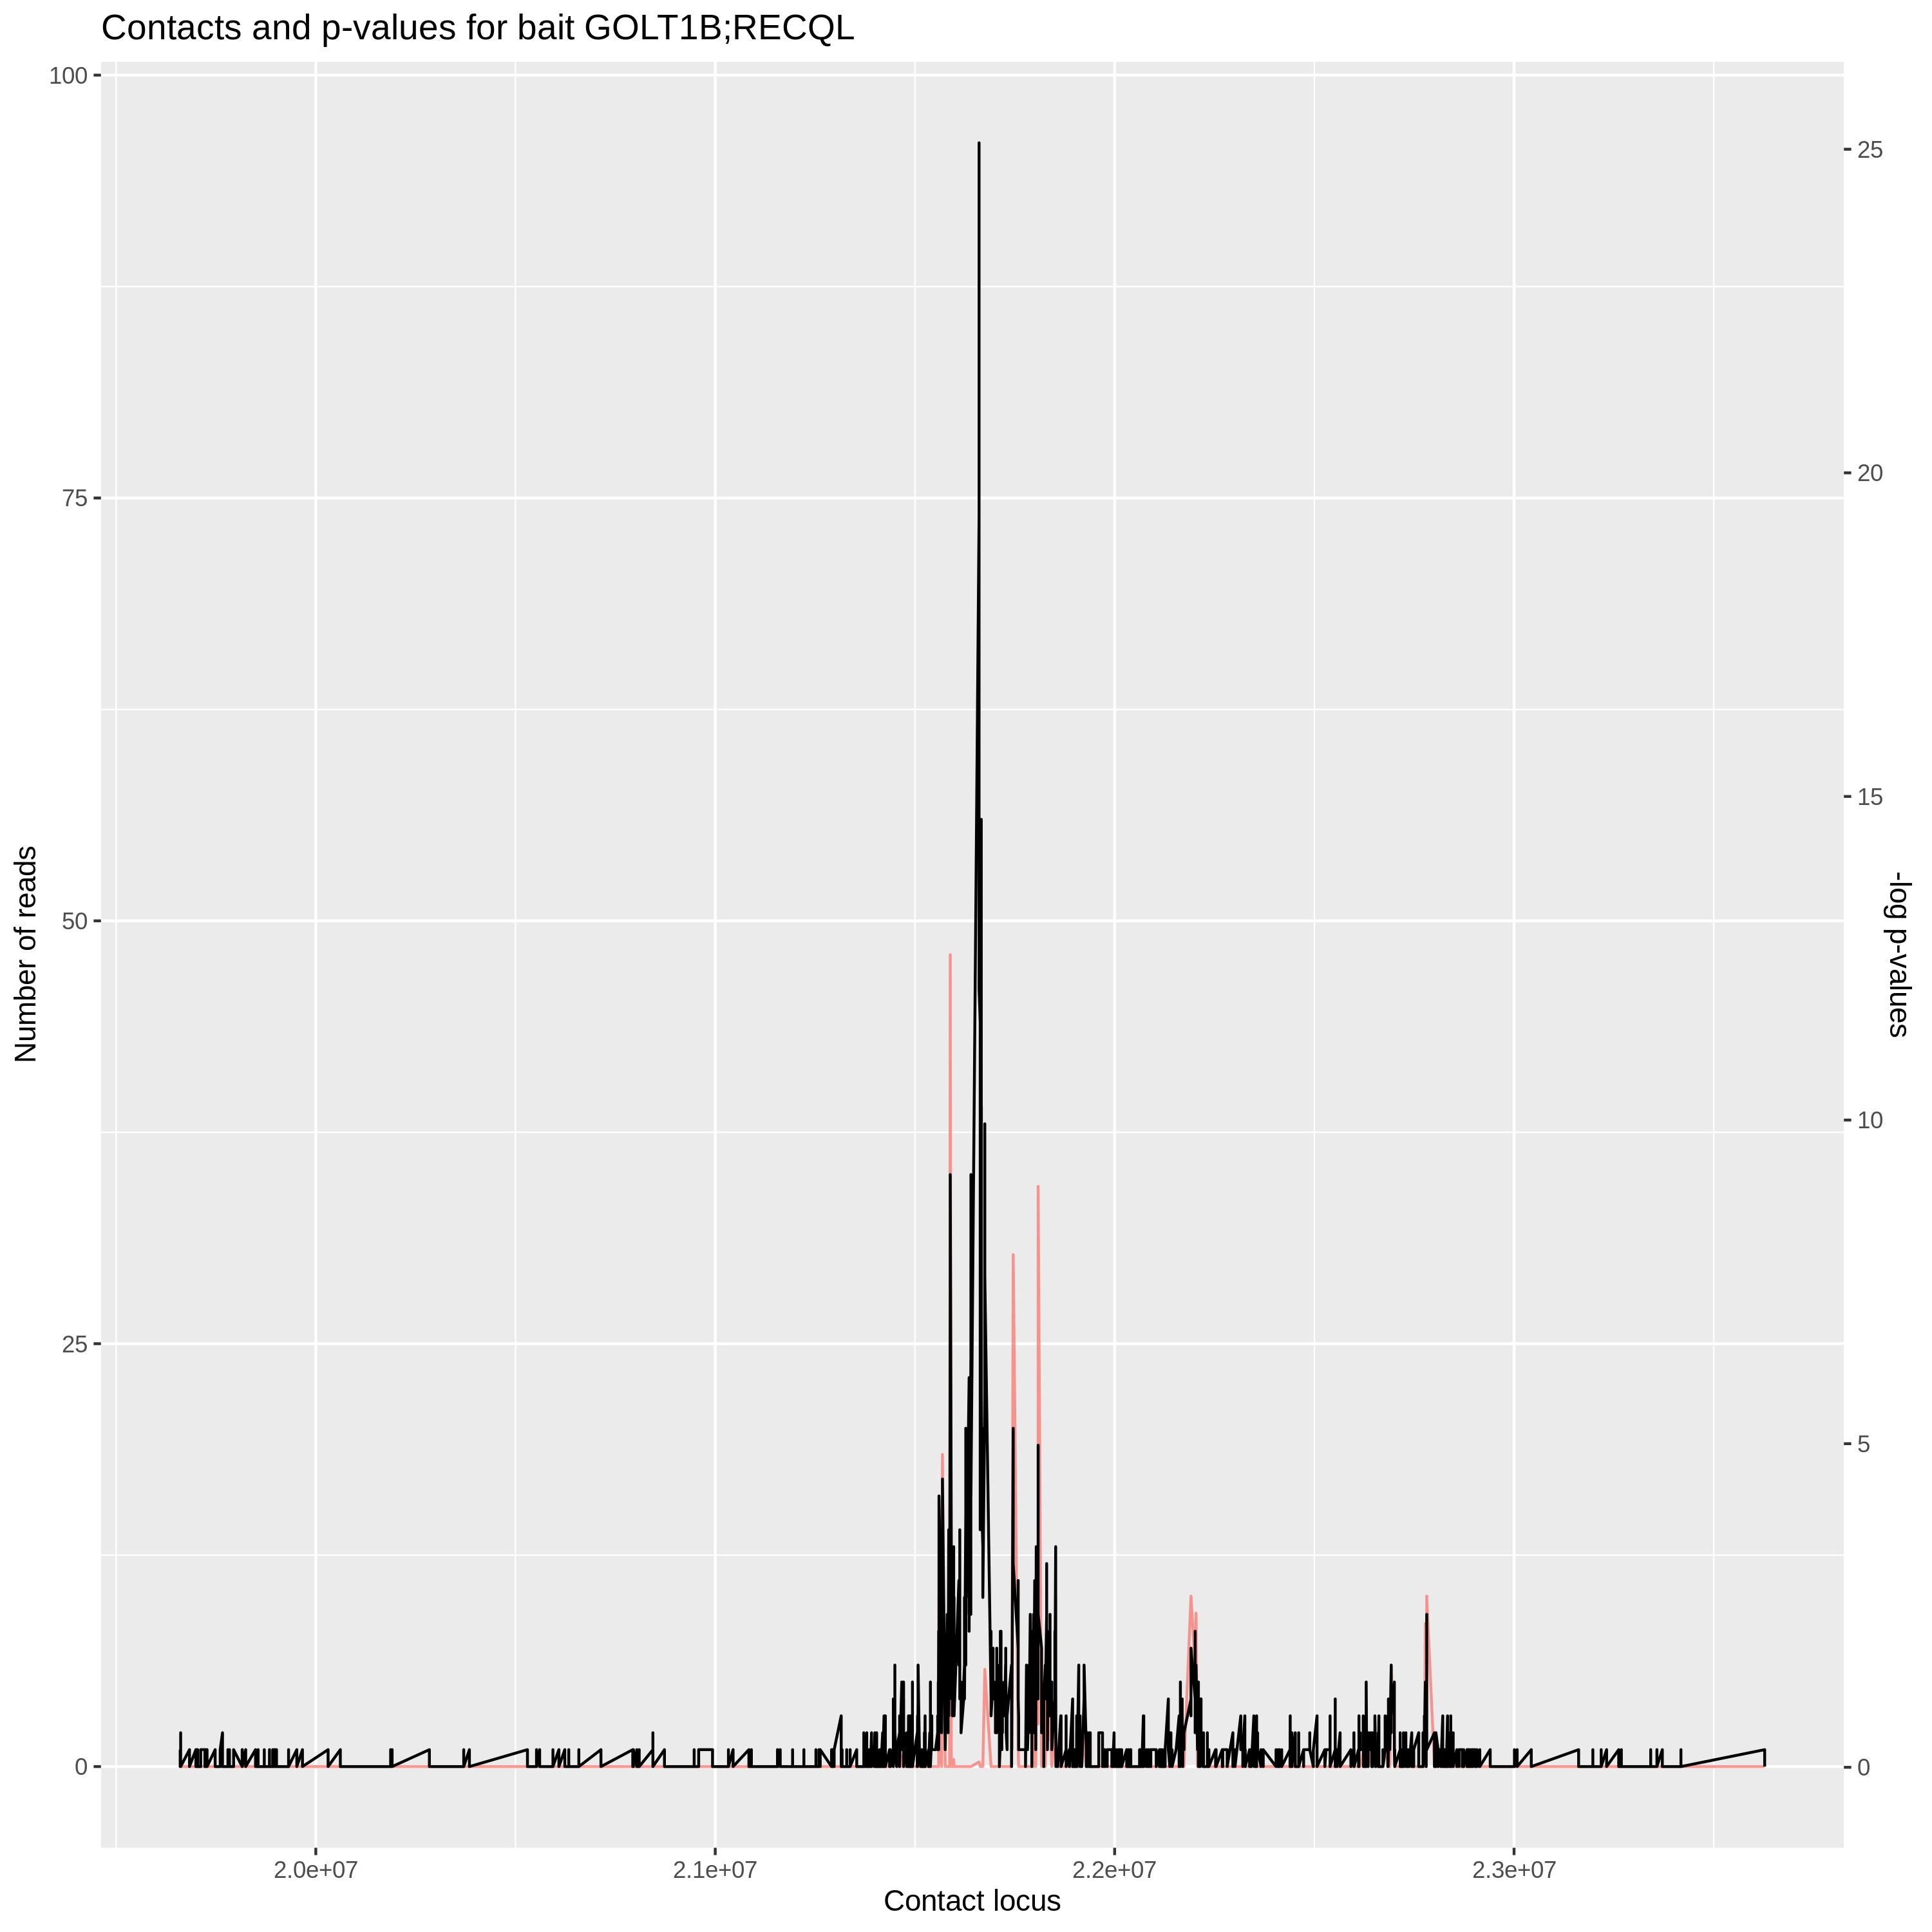 Contacts and p-values for bait GOLT1B;RECQL
100
75
50
25
0
Number of reads
25
20
15
10
5
0
-log p-values
2.0e+07
2.1e+07
2.2e+07
2.3e+07
Contact locus